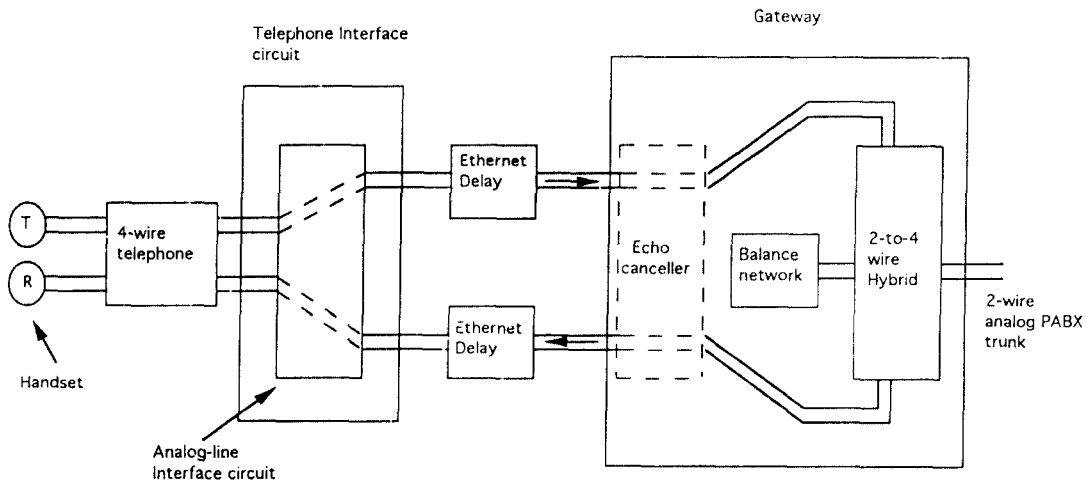 Gateway
Telephone Interface
circuit
Ethernet
Delay
T
4-wire
telephone
R
Echo
canceller
Balance
network
2-to-4
wire
Hybrid
2-wire
analog PABX
trunk
Ethernet
Delay
Handset
Analog-line
Interface circuit